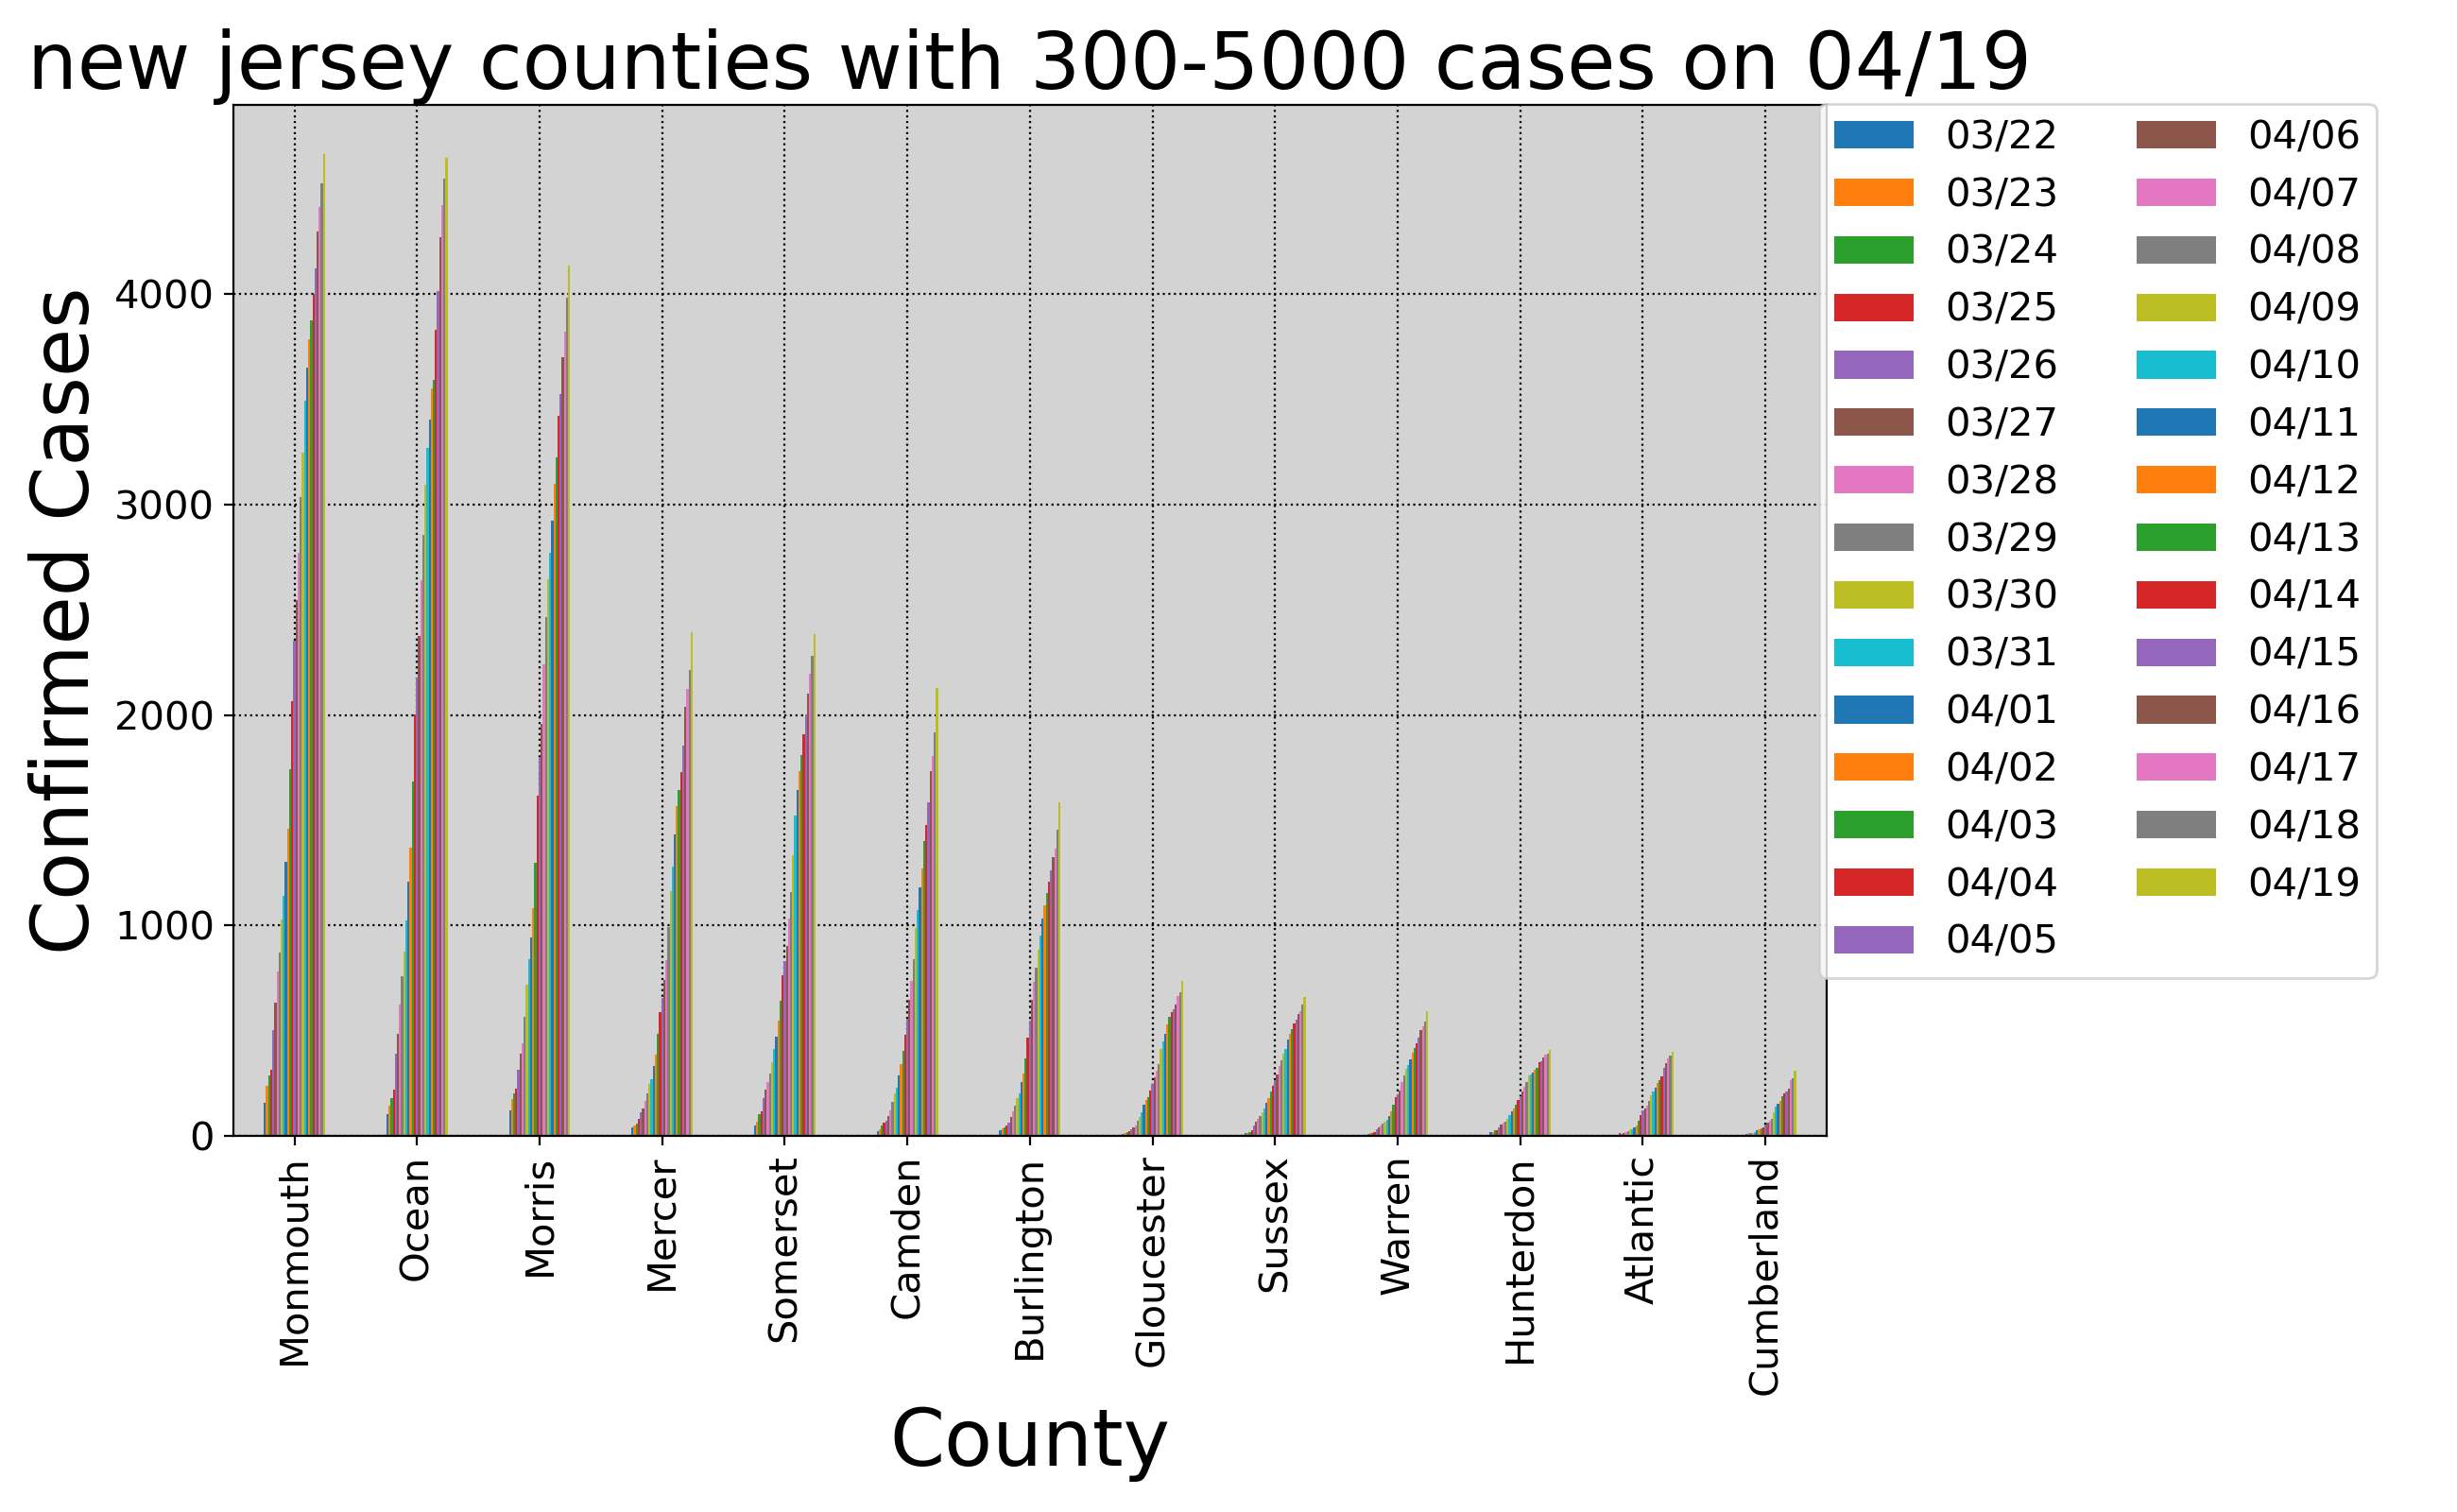 new jersey counties with 300-5000 cases on 04/19
Confirmed Cases
4000
3000
2000
1000
0
Monmouth
Ocean
Morris
Mercer
Somerset
Camden
Burlington
Gloucester
Sussex
Warren
Hunterdon
Atlantic
Cumberland
County
03/22
03/23
03/24
03/25
03/26
03/27
03/28
03/29
03/30
03/31
04/01
04/02
04/03
04/04
04/05
04/06
04/07
04/08
04/09
04/10
04/11
04/12
04/13
04/14
04/15
04/16
04/17
04/18
04/19